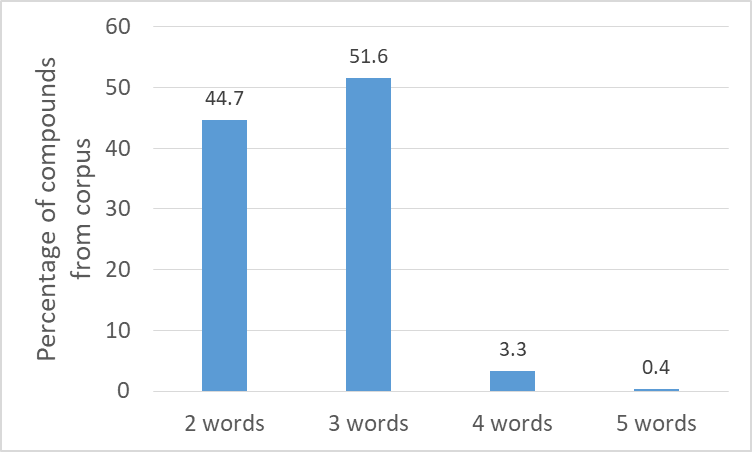 Percentage of compounds
from corpus
60
50
40
30
20
10
0
44.7
51.6
3.3
0.4
2 words
3 words
4 words
5 words